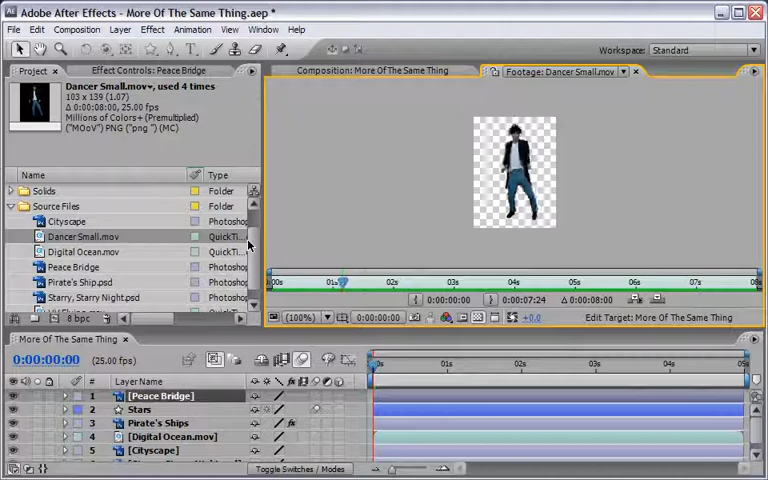 Adobe After Effects - More Of The Same Thing.aep *
File Edit Composition Layer Effect Animation View Window Help
Workspace: Standard
Project Effect Controls: Peace Bridge
Composition: More Of The Same Thing Footage: Dancer Small.mov
Dancer Small.mov, used 4 times
103 x 139 (1.07)
Δ 0:00:08:00, 25.00 fps
Millions of Colors+ (Premultiplied)
("MOoV") PNG ("png ") (MC)
Name Type
Solids Folder
Source Files Folder
Cityscape Photoshop
Dancer Small.mov QuickTi...
Digital Ocean.mov QuickTi...
Peace Bridge Photoshop
Pirate's Ship.psd Photoshop
Starry, Starry Night.psd Photoshop
8 bpc
:00s 01s 02s 03s 04s 05s 06s 07s 08s
0:00:00:00 0:00:07:24 Δ 0:00:08:00
(100%) 0:00:00:00 +0.0 Edit Target: More Of The Same Thing
More Of The Same Thing
0:00:00:00 (25.00 fps)
# Layer Name
0s 01s 02s 03s 04s 05s
1 [Peace Bridge]
2 Stars
3 Pirate's Ships
4 [Digital Ocean.mov]
5 [Cityscape]
Toggle Switches / Modes